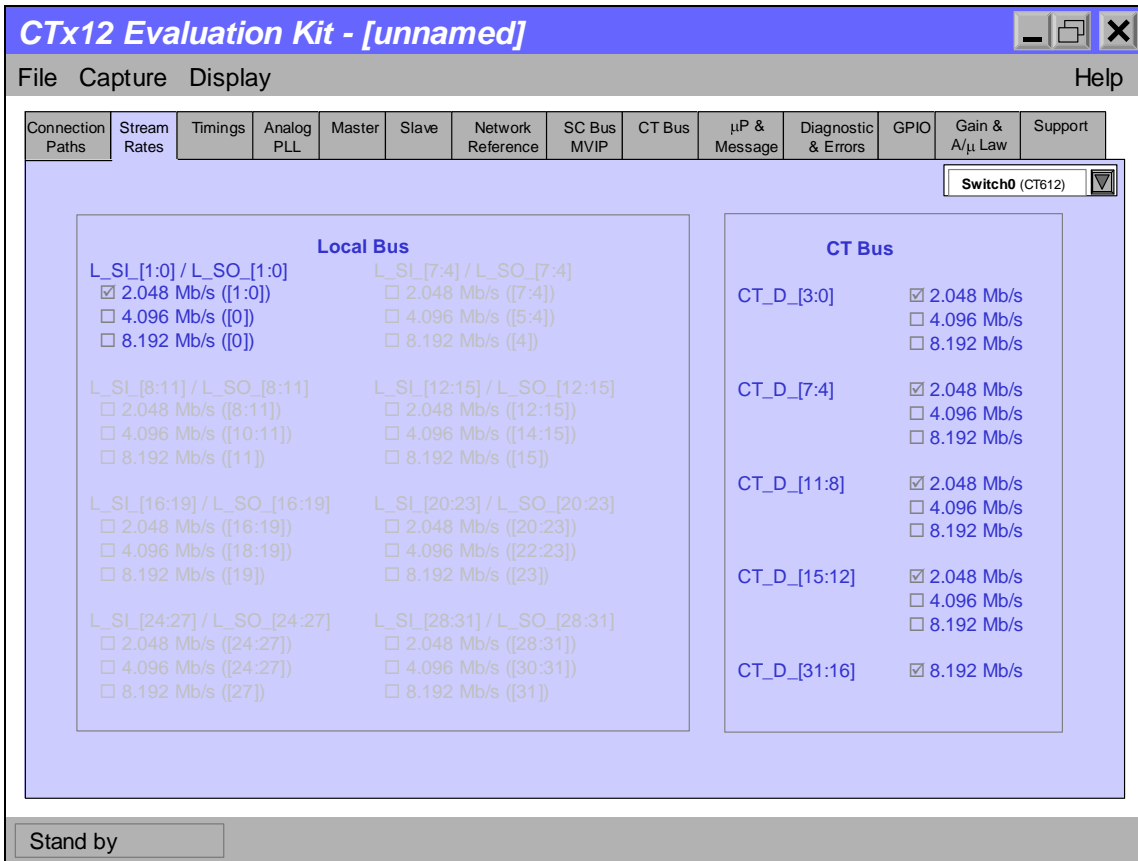 CTx12 Evaluation Kit - [unnamed]
File Capture Display Help
Connection Paths
Stream Rates
Timings
Analog PLL
Master
Slave
Network Reference
SC Bus MVIP
CT Bus
µP & Message
Diagnostic & Errors
GPIO
Gain & A/µ Law
Support
Switch0 (CT612)
Local Bus
L_SI_[1:0] / L_SO_[1:0]
2.048 Mb/s ([1:0])
4.096 Mb/s ([0])
8.192 Mb/s ([0])
L_SI_[7:4] / L_SO_[7:4]
2.048 Mb/s ([7:4])
4.096 Mb/s ([5:4])
8.192 Mb/s ([4])
L_SI_[8:11] / L_SO_[8:11]
2.048 Mb/s ([8:11])
4.096 Mb/s ([10:11])
8.192 Mb/s ([11])
L_SI_[12:15] / L_SO_[12:15]
2.048 Mb/s ([12:15])
4.096 Mb/s ([14:15])
8.192 Mb/s ([15])
L_SI_[16:19] / L_SO_[16:19]
2.048 Mb/s ([16:19])
4.096 Mb/s ([18:19])
8.192 Mb/s ([19])
L_SI_[20:23] / L_SO_[20:23]
2.048 Mb/s ([20:23])
4.096 Mb/s ([22:23])
8.192 Mb/s ([23])
L_SI_[24:27] / L_SO_[24:27]
2.048 Mb/s ([24:27])
4.096 Mb/s ([24:27])
8.192 Mb/s ([27])
L_SI_[28:31] / L_SO_[28:31]
2.048 Mb/s ([28:31])
4.096 Mb/s ([30:31])
8.192 Mb/s ([31])
CT Bus
CT_D_[3:0] 2.048 Mb/s
4.096 Mb/s
8.192 Mb/s
CT_D_[7:4] 2.048 Mb/s
4.096 Mb/s
8.192 Mb/s
CT_D_[11:8] 2.048 Mb/s
4.096 Mb/s
8.192 Mb/s
CT_D_[15:12] 2.048 Mb/s
4.096 Mb/s
8.192 Mb/s
CT_D_[31:16] 8.192 Mb/s
Stand by